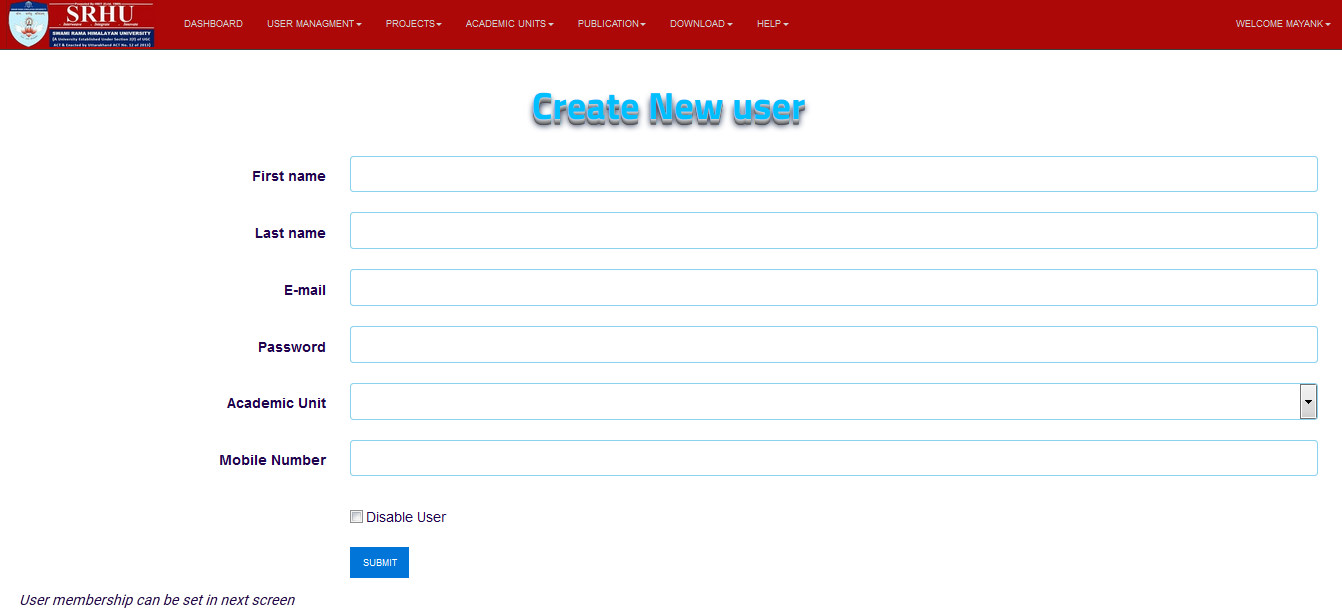 SRHU
SWAMI RAMA HIMALAYAN UNIVERSITY
(A University Established Under Section 2(f) of UGC
ACT & Enacted by Uttarakhand ACT No. 12 of 2013)
DASHBOARD USER MANAGMENT PROJECTS ACADEMIC UNITS PUBLICATION DOWNLOAD HELP WELCOME MAYANK
Create New user
First name
Last name
E-mail
Password
Academic Unit
Mobile Number
Disable User
SUBMIT
User membership can be set in next screen